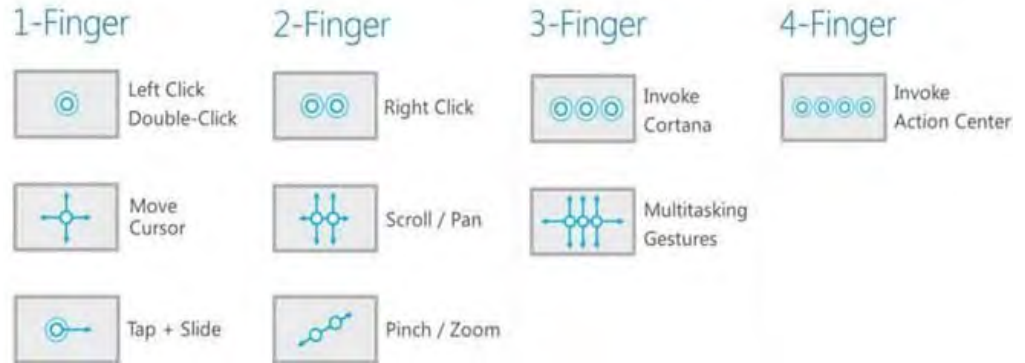 1-Finger
2-Finger
3-Finger
4-Finger
Left Click
Double-Click
Right Click
Invoke
Cortana
Invoke
Action Center
Move
Cursor
Scroll / Pan
Multitasking
Gestures
Tap + Slide
Pinch / Zoom